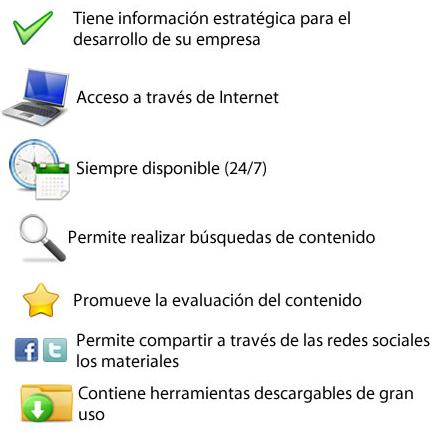 Tiene información estratégica para el
desarrollo de su empresa
Acceso a través de Internet
Siempre disponible (24/7)
Permite realizar búsquedas de contenido
Promueve la evaluación del contenido
Permite compartir a través de las redes sociales
los materiales
Contiene herramientas descargables de gran
uso